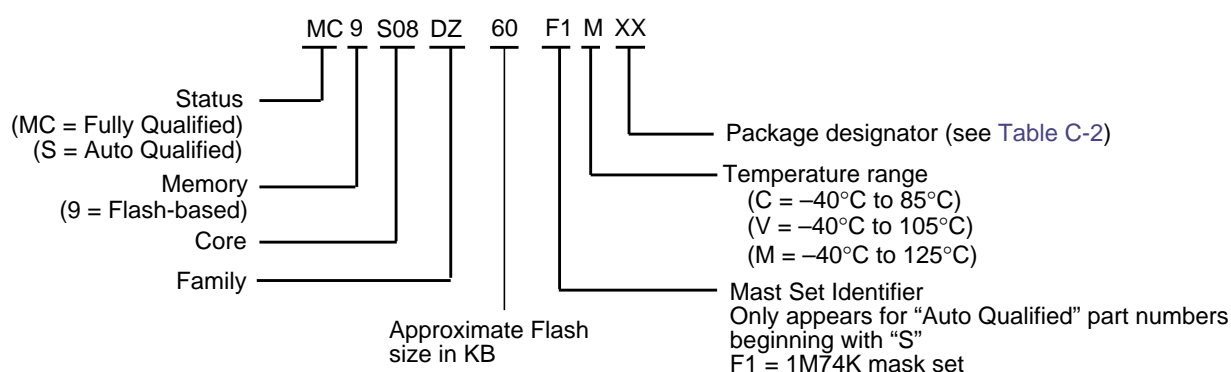 MC 9 S08 DZ 60 F1 M XX
Status
(MC = Fully Qualified)
(S = Auto Qualified)
Memory
(9 = Flash-based)
Core
Family
Approximate Flash
size in KB
Package designator (see Table C-2)
Temperature range
(C = –40°C to 85°C)
(V = –40°C to 105°C)
(M = –40°C to 125°C)
Mast Set Identifier
Only appears for “Auto Qualified” part numbers
beginning with “S”
F1 = 1M74K mask set